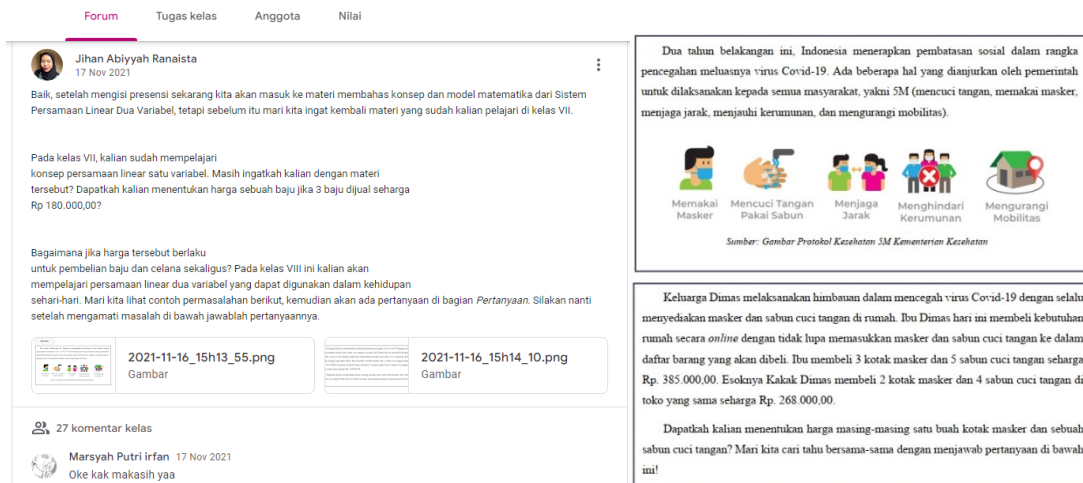 Forum Tugas kelas Anggota Nilai
Jihan Abiyyah Ranaista
17 Nov 2021
Baik, setelah mengisi presensi sekarang kita akan masuk ke materi membahas konsep dan model matematika dari Sistem
Persamaan Linear Dua Variabel, tetapi sebelum itu mari kita ingat kembali materi yang sudah kalian pelajari di kelas VII.
Pada kelas VII, kalian sudah mempelajari
konsep persamaan linear satu variabel. Masih ingatkah kalian dengan materi
tersebut? Dapatkah kalian menentukan harga sebuah baju jika 3 baju dijual seharga
Rp 180.000,00?
Bagaimana jika harga tersebut berlaku
untuk pembelian baju dan celana sekaligus? Pada kelas VIII ini kalian akan
mempelajari persamaan linear dua variabel yang dapat digunakan dalam kehidupan
sehari-hari. Mari kita lihat contoh permasalahan berikut, kemudian akan ada pertanyaan di bagian Pertanyaan. Silakan nanti
setelah mengamati masalah di bawah jawablah pertanyaannya.
2021-11-16_15h13_55.png
Gambar
2021-11-16_15h14_10.png
Gambar
27 komentar kelas
Marsyah Putri irfan 17 Nov 2021
Oke kak makasih yaa
Dua tahun belakangan ini, Indonesia menerapkan pembatasan sosial dalam rangka
pencegahan meluasnya virus Covid-19. Ada beberapa hal yang dianjurkan oleh pemerintah
untuk dilaksanakan kepada semua masyarakat, yakni 5M (mencuci tangan, memakai masker,
menjaga jarak, menjauhi kerumunan, dan mengurangi mobilitas).
Memakai Mencuci Tangan Menjaga Menghindari Mengurangi
Masker Pakai Sabun Jarak Kerumunan Mobilitas
Sumber: Gambar Protokol Kesehatan 5M Kementerian Kesehatan
Keluarga Dimas melaksanakan himbauan dalam mencegah virus Covid-19 dengan selalu
menyediakan masker dan sabun cuci tangan di rumah. Ibu Dimas hari ini membeli kebutuhan
rumah secara online dengan tidak lupa memasukkan masker dan sabun cuci tangan ke dalam
daftar barang yang akan dibeli. Ibu membeli 3 kotak masker dan 5 sabun cuci tangan seharga
Rp. 385.000,00. Esoknya Kakak Dimas membeli 2 kotak masker dan 4 sabun cuci tangan di
toko yang sama seharga Rp. 268.000,00.
Dapatkah kalian menentukan harga masing-masing satu buah kotak masker dan sebuah
sabun cuci tangan? Mari kita cari tahu bersama-sama dengan menjawab pertanyaan di bawah
ini!